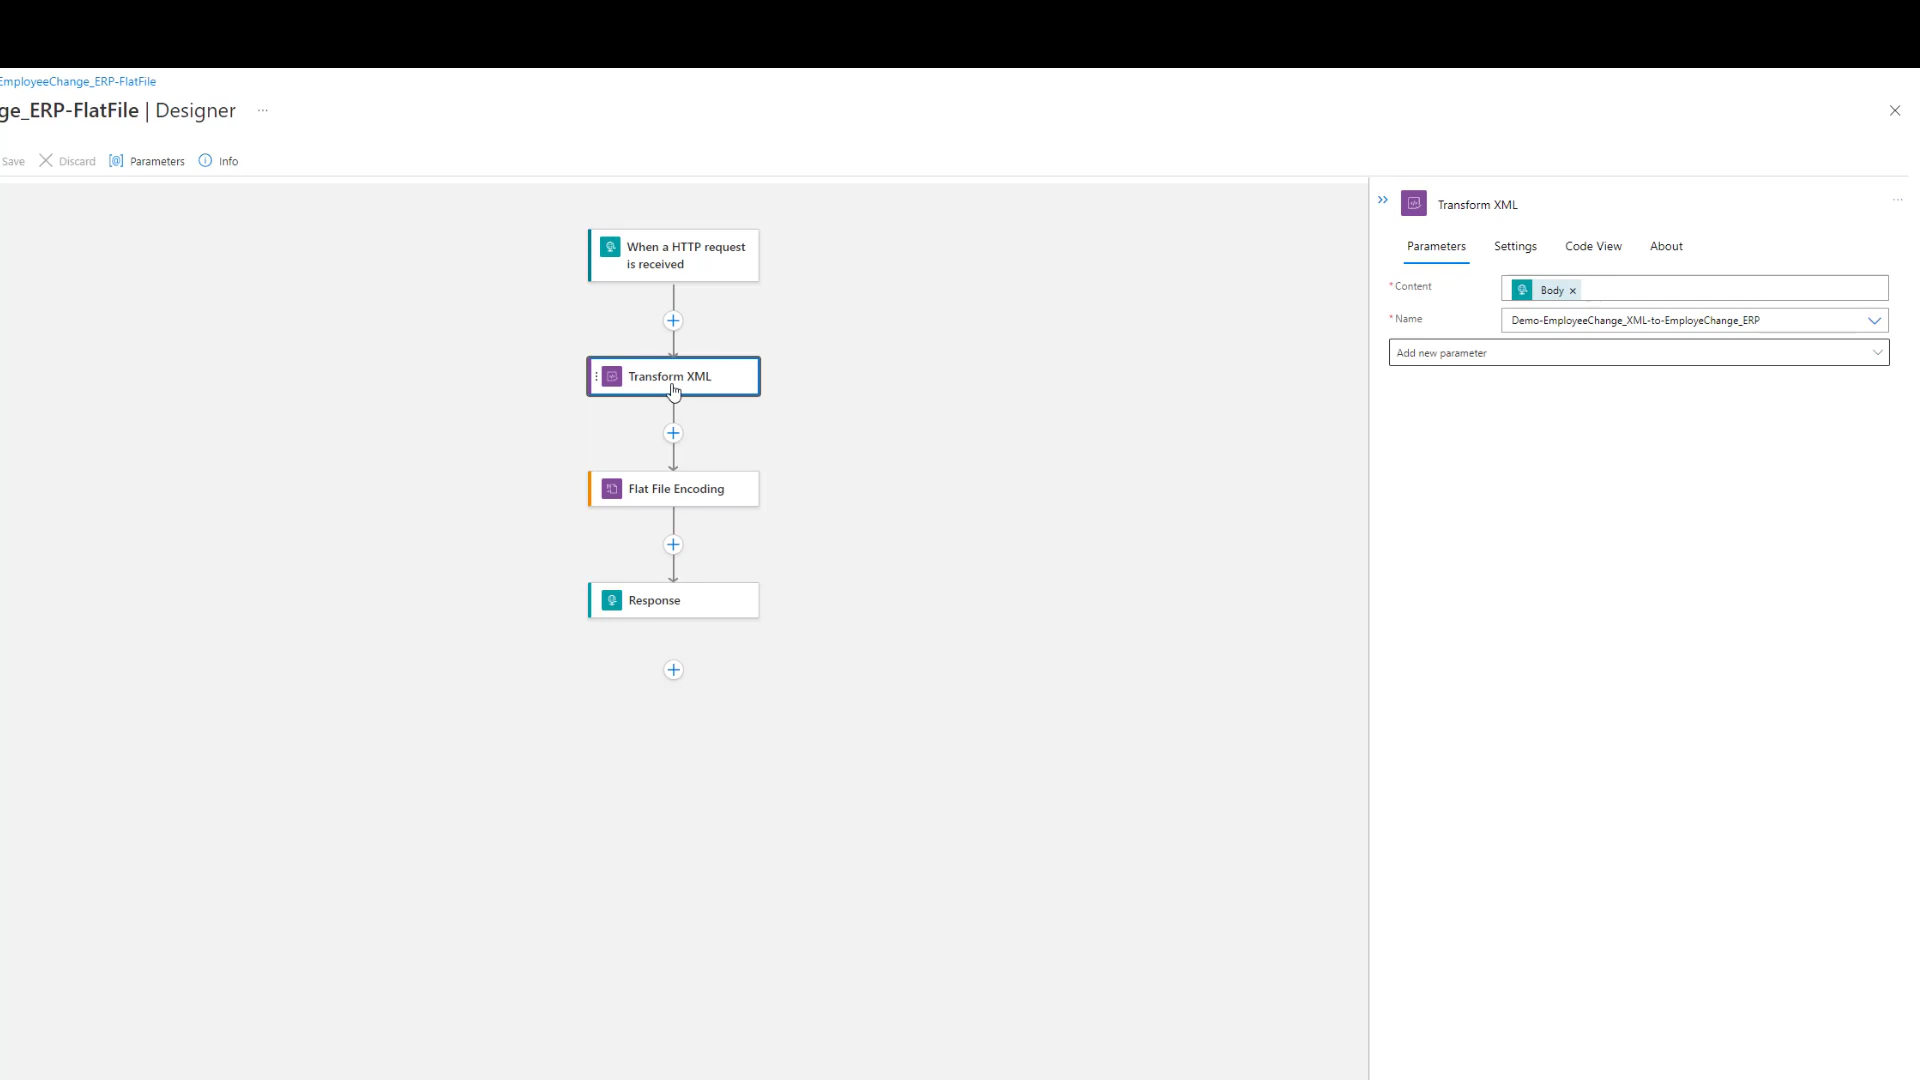 EmployeeChange_ERP-FlatFile
ge_ERP-FlatFile | Designer ...
Save Discard Parameters Info
Transform XML
Parameters Settings Code View About
* Content Body ×
* Name Demo-EmployeeChange_XML-to-EmployeChange_ERP
Add new parameter
When a HTTP request
is received
Transform XML
Flat File Encoding
Response